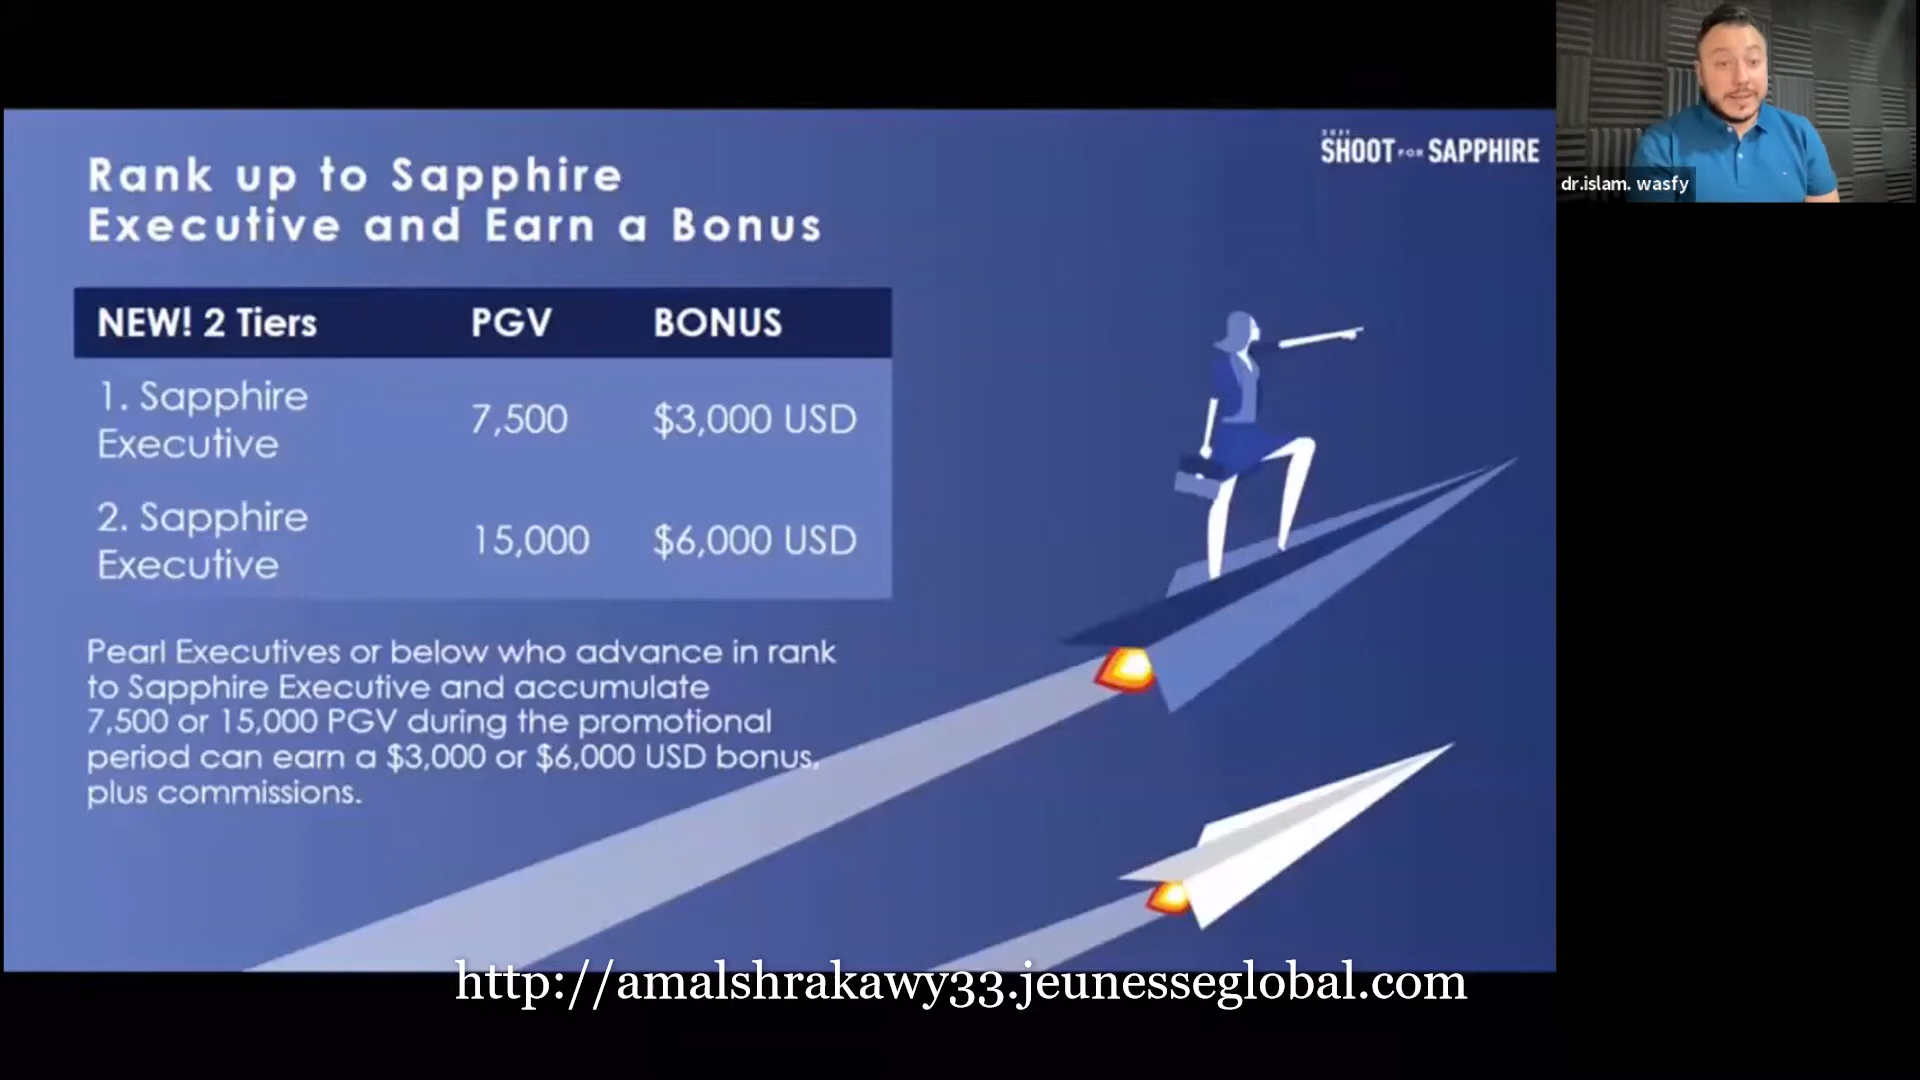 Rank up to Sapphire
Executive and Earn a Bonus
2021
SHOOT FOR SAPPHIRE
dr.islam. wasfy
NEW! 2 Tiers PGV BONUS
1. Sapphire
Executive
7,500 $3,000 USD
2. Sapphire
Executive
15,000 $6,000 USD
Pearl Executives or below who advance in rank
to Sapphire Executive and accumulate
7,500 or 15,000 PGV during the promotional
period can earn a $3,000 or $6,000 USD bonus,
plus commissions.
http://amalshrakawy33.jeunesseglobal.com